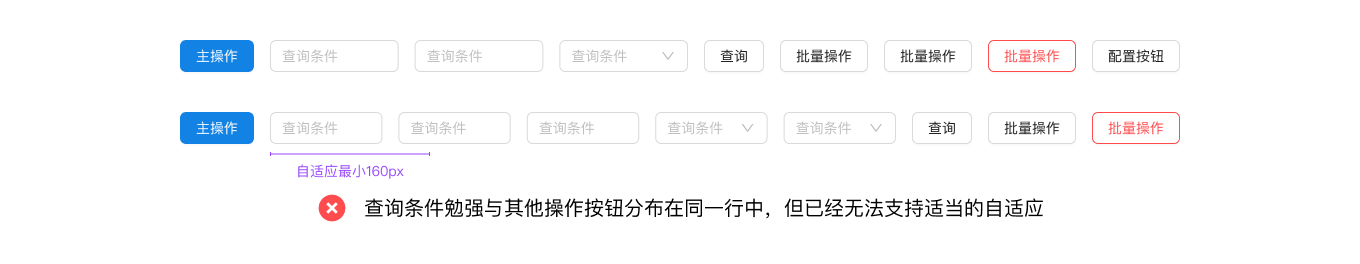 主操作 查询条件 查询条件 查询条件 查询 批量操作 批量操作 批量操作 配置按钮
主操作 查询条件 查询条件 查询条件 查询条件 查询条件 查询 批量操作 批量操作
自适应最小160px
查询条件勉强与其他操作按钮分布在同一行中，但已经无法支持适当的自适应